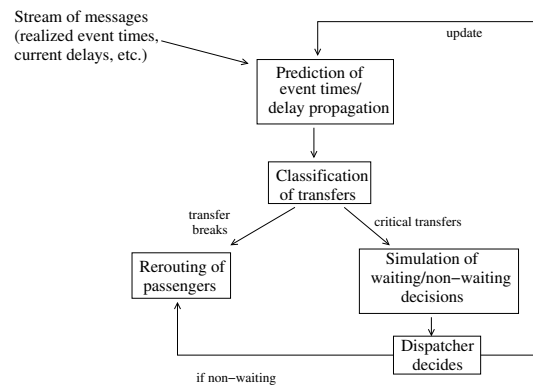 Stream of messages
(realized event times,
current delays, etc.)
update
Prediction of
event times/
delay propagation
Classification
of transfers
transfer
breaks
critical transfers
Rerouting of
passengers
Simulation of
waiting/non−waiting
decisions
Dispatcher
decides
if non−waiting